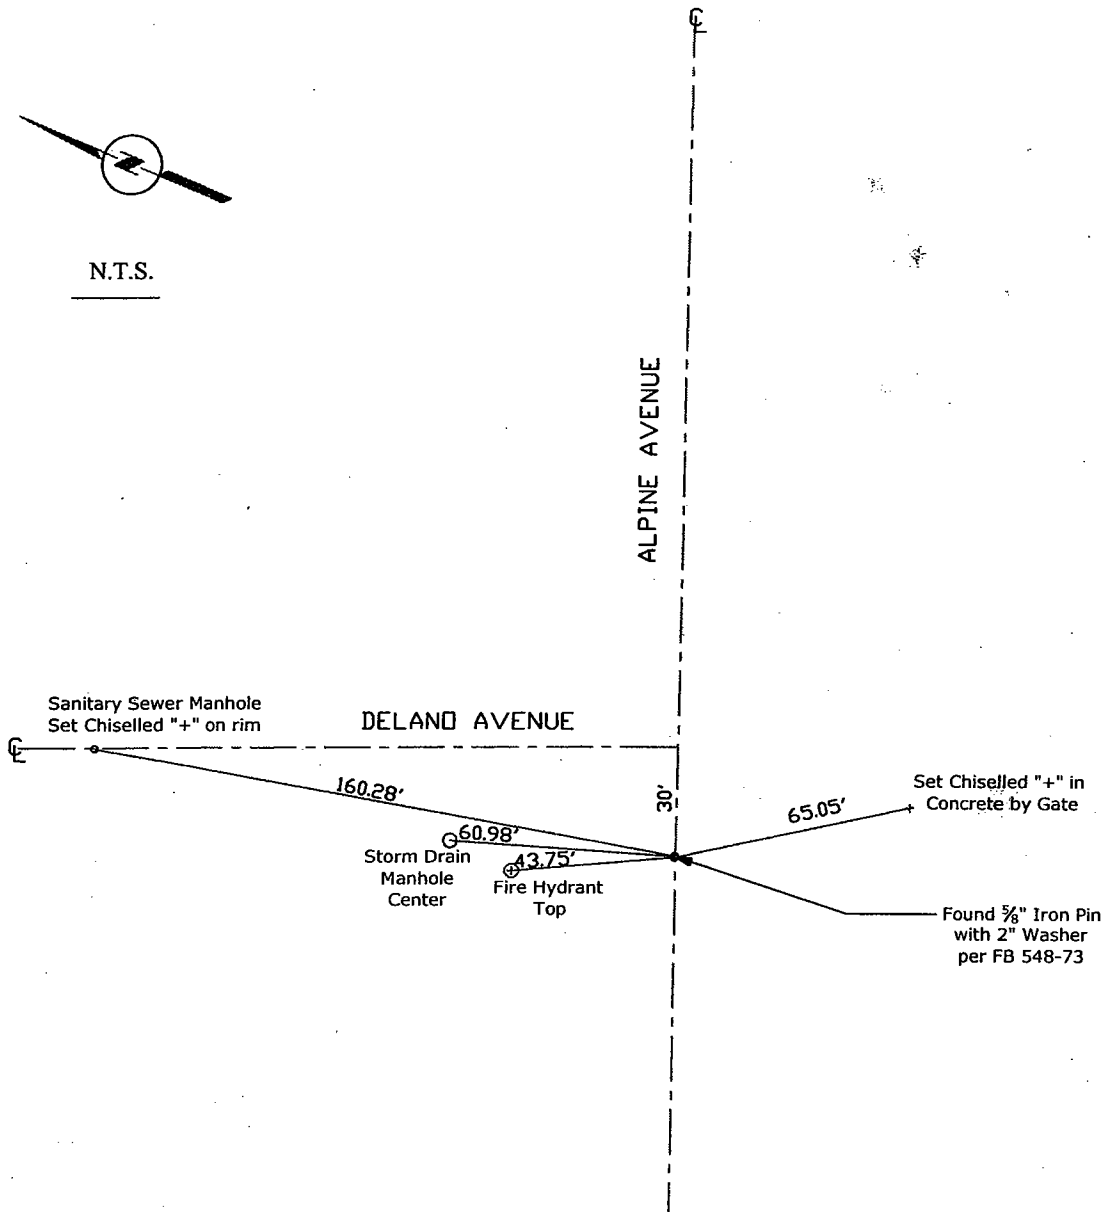 ℄
N.T.S.
ALPINE AVENUE
Sanitary Sewer Manhole
Set Chiselled "+" on rim
DELANO AVENUE
℄
160.28'
30'
65.05'
Set Chiselled "+" in
Concrete by Gate
60.98'
Storm Drain
Manhole
Center
43.75'
Fire Hydrant
Top
Found ⅝" Iron Pin
with 2" Washer
per FB 548-73